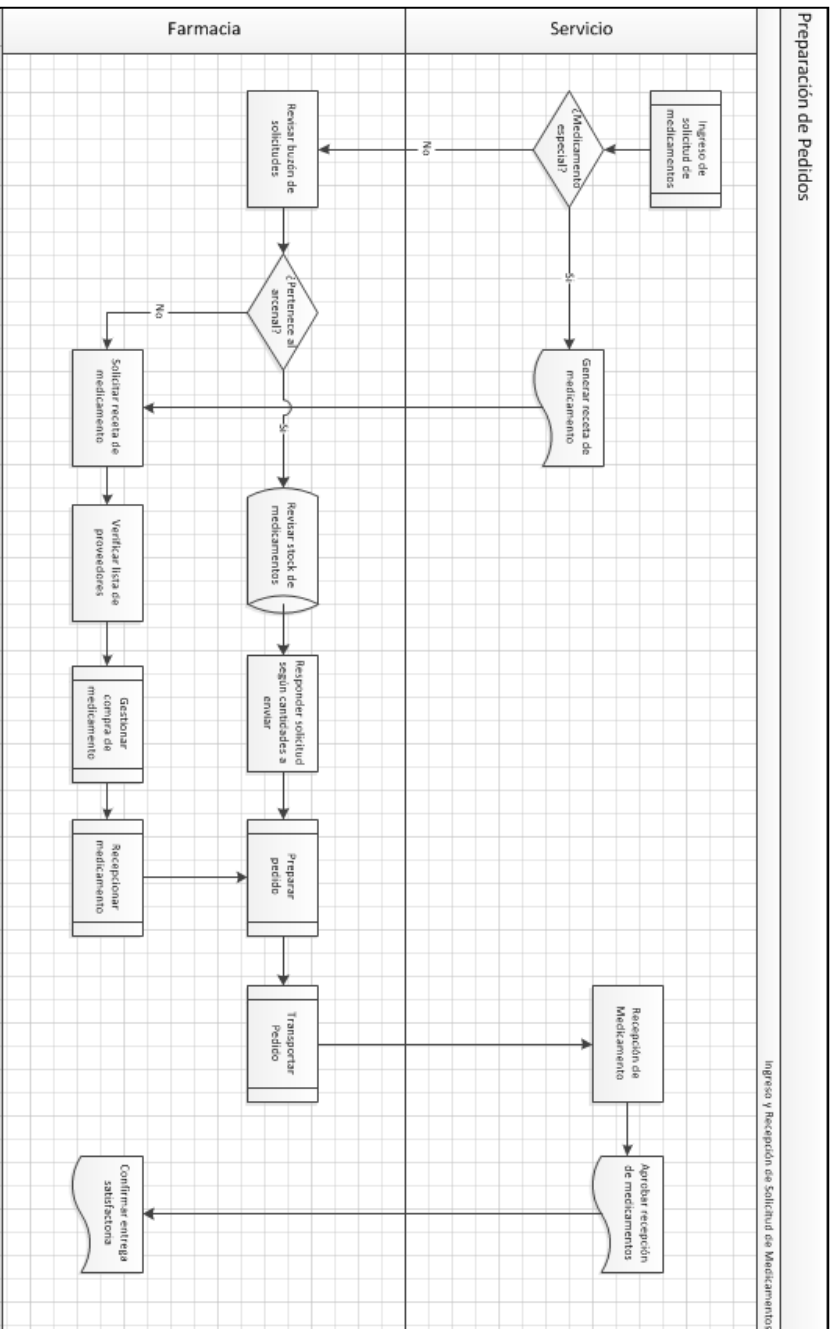 Preparación de Pedidos
Ingreso y Recepción de Solicitud de Medicamentos
Servicio
Farmacia
Ingreso de
solicitud de
medicamentos
¿Medicamento
especial?
Si
No
Generar receta de
medicamento
Recepción de
Medicamento
Aprobar recepción
de medicamentos
Revisar buzón de
solicitudes
¿Pertenece al
arcenal?
Si
No
Revisar stock de
medicamentos
Responder solicitud
según cantidades a
enviar
Preparar
pedido
Transportar
Pedido
Solicitar receta de
medicamento
Verificar lista de
proveedores
Gestionar
compra de
medicamento
Recepcionar
medicamento
Confirmar entrega
satisfactoria